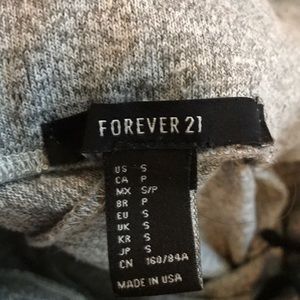 FOREVER 21
US S
CA P
MX S/P
BR P
EU S
UK S
KR S
JP S
CN 160/84A
MADE IN USA